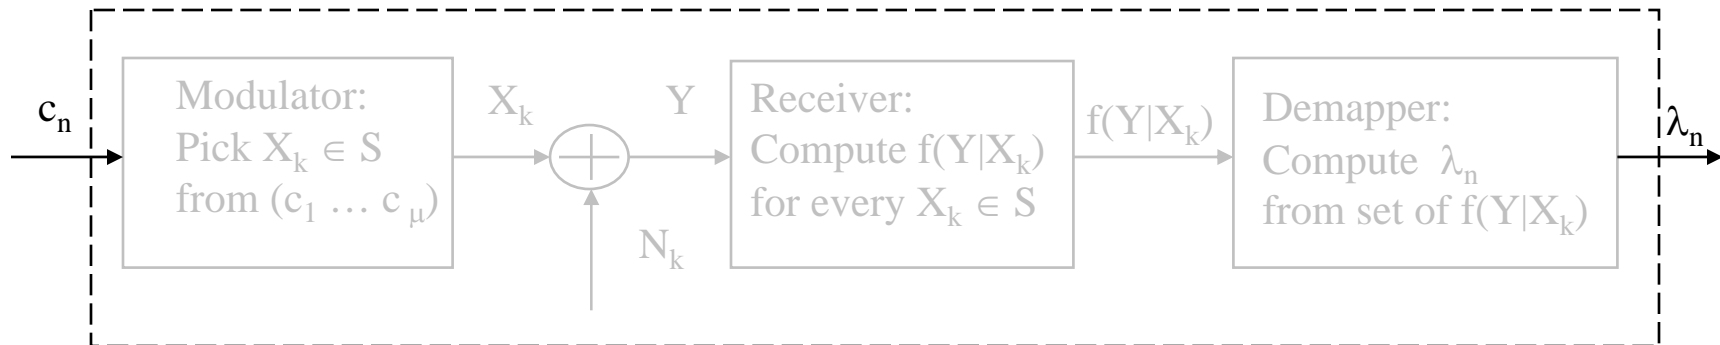 c_n
Modulator:
Pick X_k ∈ S
from (c_1 … c_μ)
X_k
N_k
Y
Receiver:
Compute f(Y|X_k)
for every X_k ∈ S
f(Y|X_k)
Demapper:
Compute λ_n
from set of f(Y|X_k)
λ_n